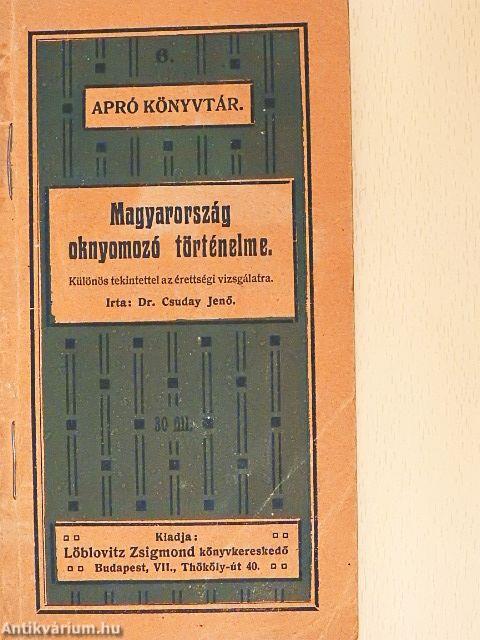 6.
APRÓ KÖNYVTÁR.
Magyarország
oknyomozó történelme.
Különös tekintettel az érettségi vizsgálatra.
Irta: Dr. Csuday Jenő.
30 fill.
Kiadja:
Löblovitz Zsigmond könyvkereskedő
Budapest, VII., Thököly-út 40.
Antikvárium.hu